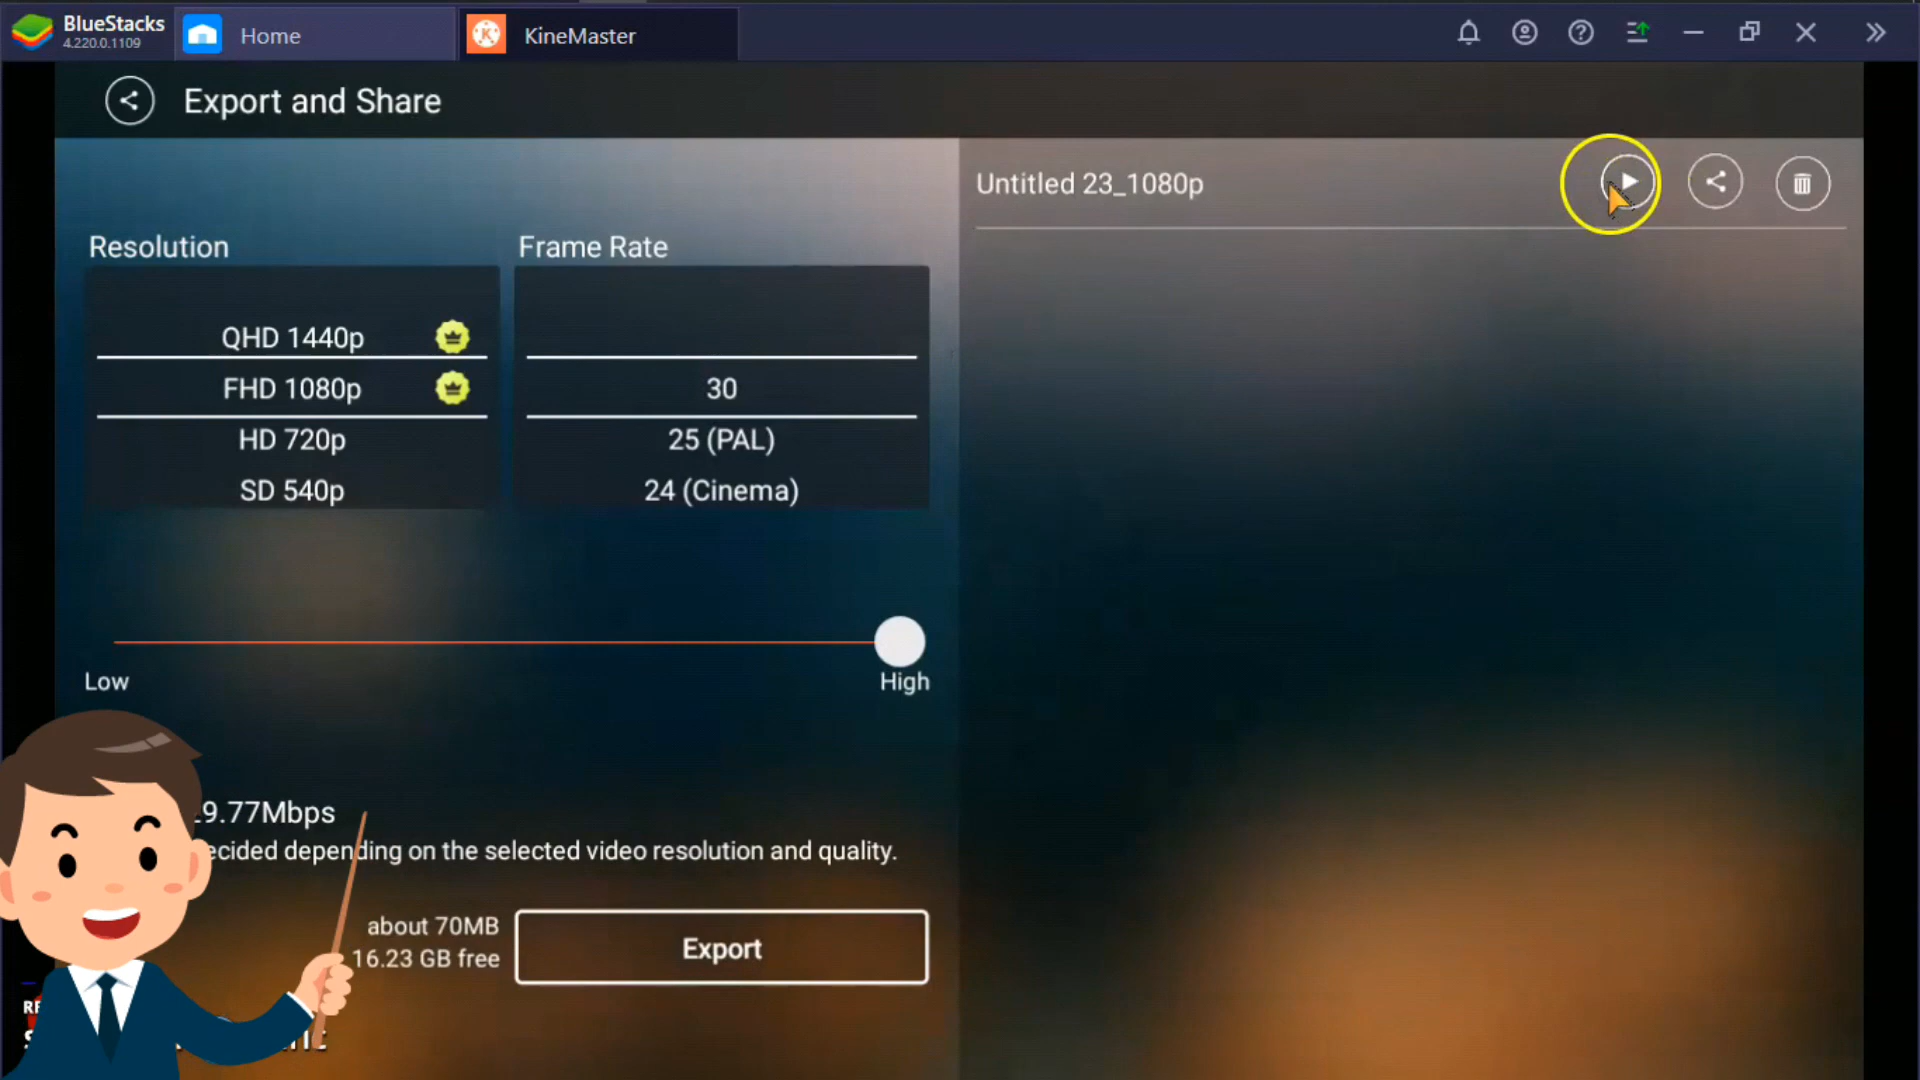 BlueStacks
4.220.0.1109
Home
KineMaster
Export and Share
Untitled 23_1080p
Resolution
Frame Rate
QHD 1440p
FHD 1080p
HD 720p
SD 540p
30
25 (PAL)
24 (Cinema)
Low
High
9.77Mbps
ecided depending on the selected video resolution and quality.
about 70MB
16.23 GB free
Export